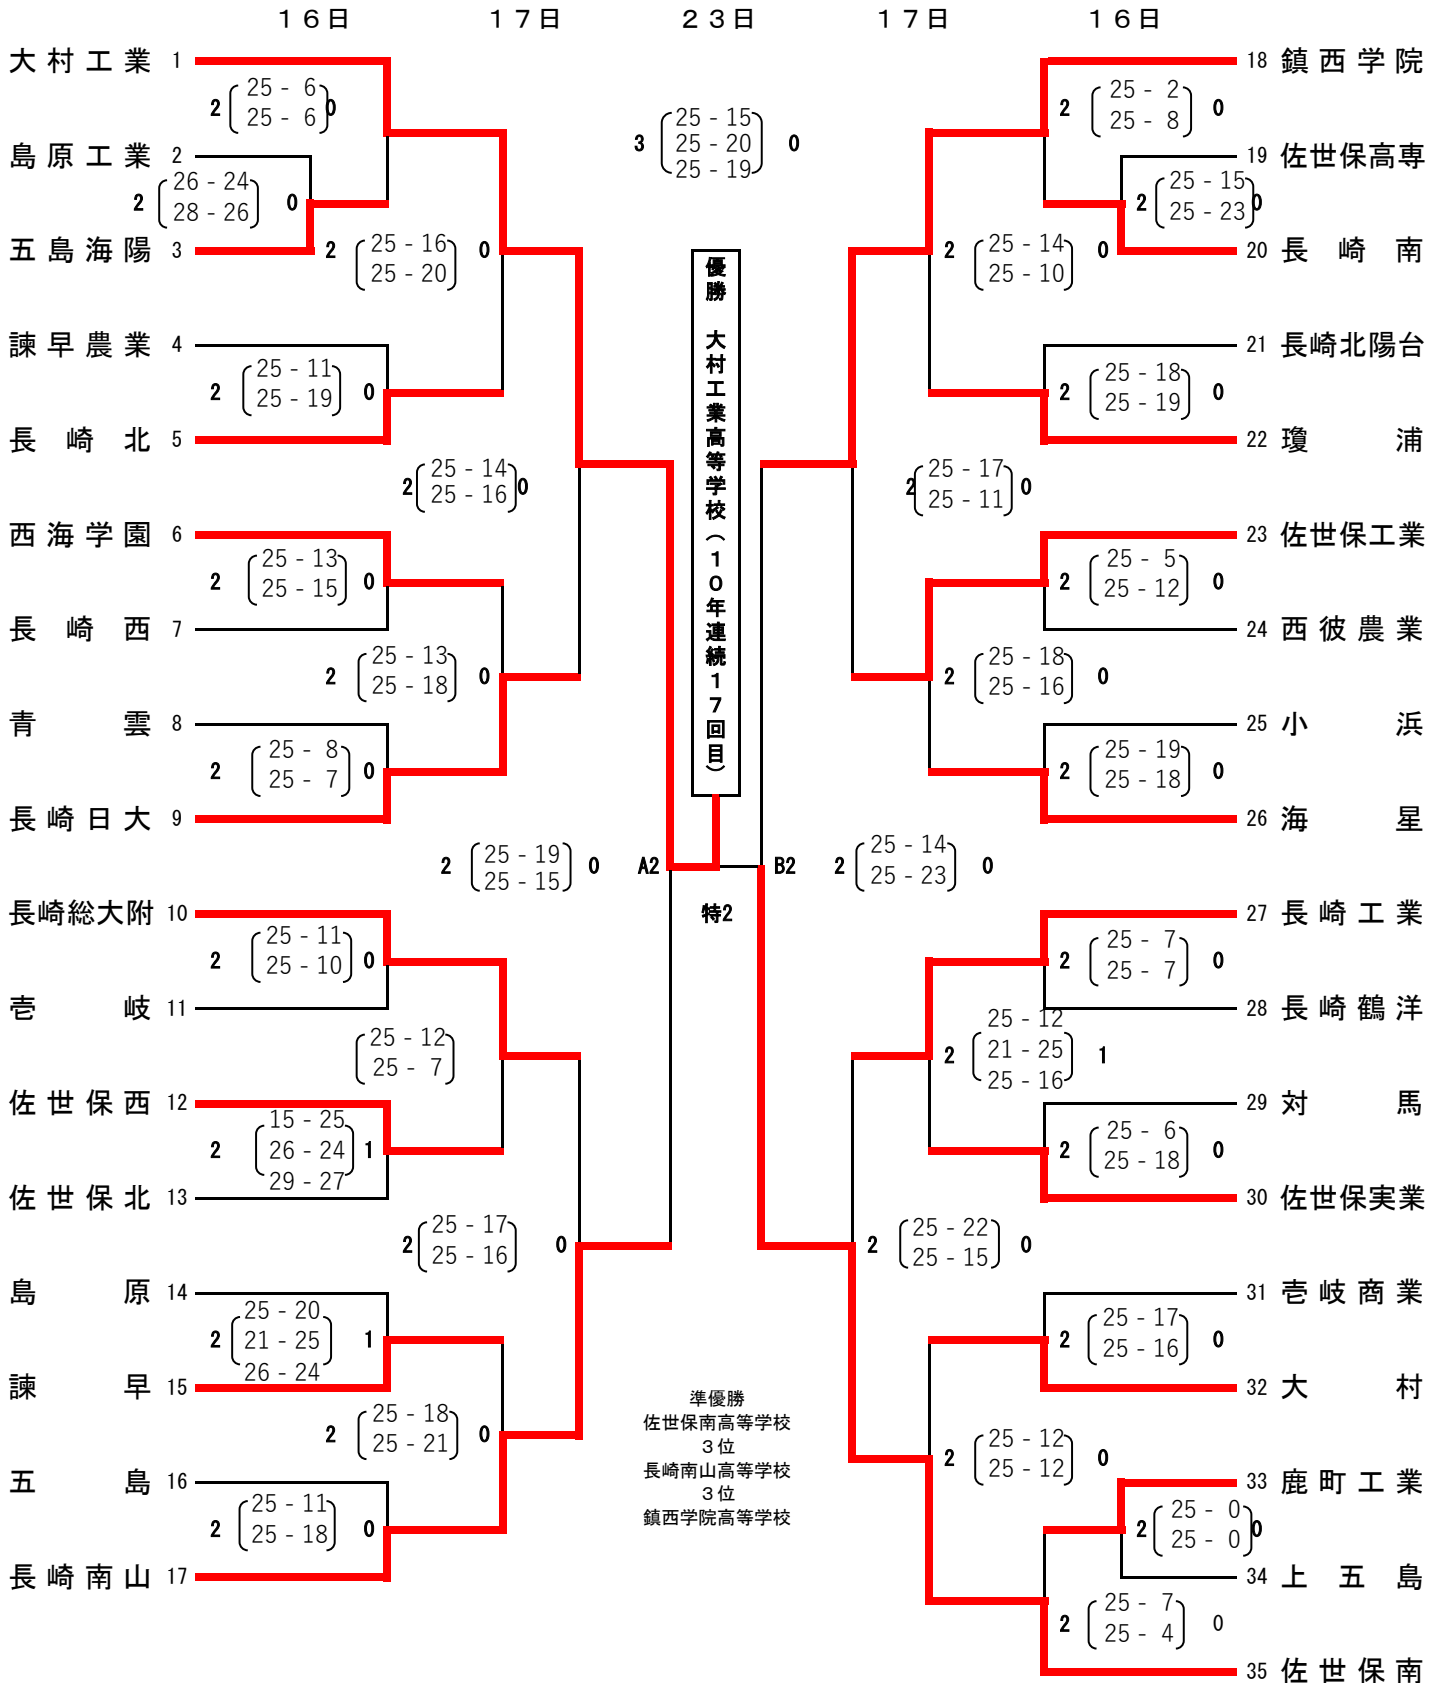 16日 17日 23日 17日 16日
大村工業 1
2 25 - 6 0
25 - 6
島原工業 2
2 26 - 24 0
28 - 26
五島海陽 3
2 25 - 16 0
25 - 20
諫早農業 4
2 25 - 11 0
25 - 19
長崎北 5
2 25 - 14 0
25 - 16
西海学園 6
2 25 - 13 0
25 - 15
長崎西 7
2 25 - 13 0
25 - 18
青雲 8
2 25 - 8 0
25 - 7
長崎日大 9
2 25 - 19 0
25 - 15
A2
長崎総大附 10
2 25 - 11 0
25 - 10
壱岐 11
25 - 12
25 - 7
佐世保西 12
15 - 25
2 26 - 24 1
29 - 27
佐世保北 13
2 25 - 17 0
25 - 16
島原 14
25 - 20
2 21 - 25 1
26 - 24
諫早 15
2 25 - 18 0
25 - 21
五島 16
2 25 - 11 0
25 - 18
長崎南山 17
25 - 15
3 25 - 20 0
25 - 19
優勝 大村工業高等学校(10年連続17回目)
特2
準優勝
佐世保南高等学校
3位
長崎南山高等学校
3位
鎮西学院高等学校
18 鎮西学院
2 25 - 2 0
25 - 8
19 佐世保高専
2 25 - 15 0
25 - 23
20 長崎南
2 25 - 14 0
25 - 10
21 長崎北陽台
2 25 - 18 0
25 - 19
22 瓊浦
2 25 - 17 0
25 - 11
23 佐世保工業
2 25 - 5 0
25 - 12
24 西彼農業
2 25 - 18 0
25 - 16
25 小浜
2 25 - 19 0
25 - 18
26 海星
B2
2 25 - 14 0
25 - 23
27 長崎工業
2 25 - 7 0
25 - 7
28 長崎鶴洋
25 - 12
2 21 - 25 1
25 - 16
29 対馬
2 25 - 6 0
25 - 18
30 佐世保実業
2 25 - 22 0
25 - 15
31 壱岐商業
2 25 - 17 0
25 - 16
32 大村
2 25 - 12 0
25 - 12
33 鹿町工業
2 25 - 0 0
25 - 0
34 上五島
2 25 - 7 0
25 - 4
35 佐世保南